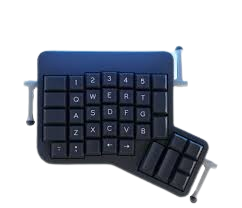 1 2 3 4 5
Q W E R T
A S D F G
Z X C V B
← →